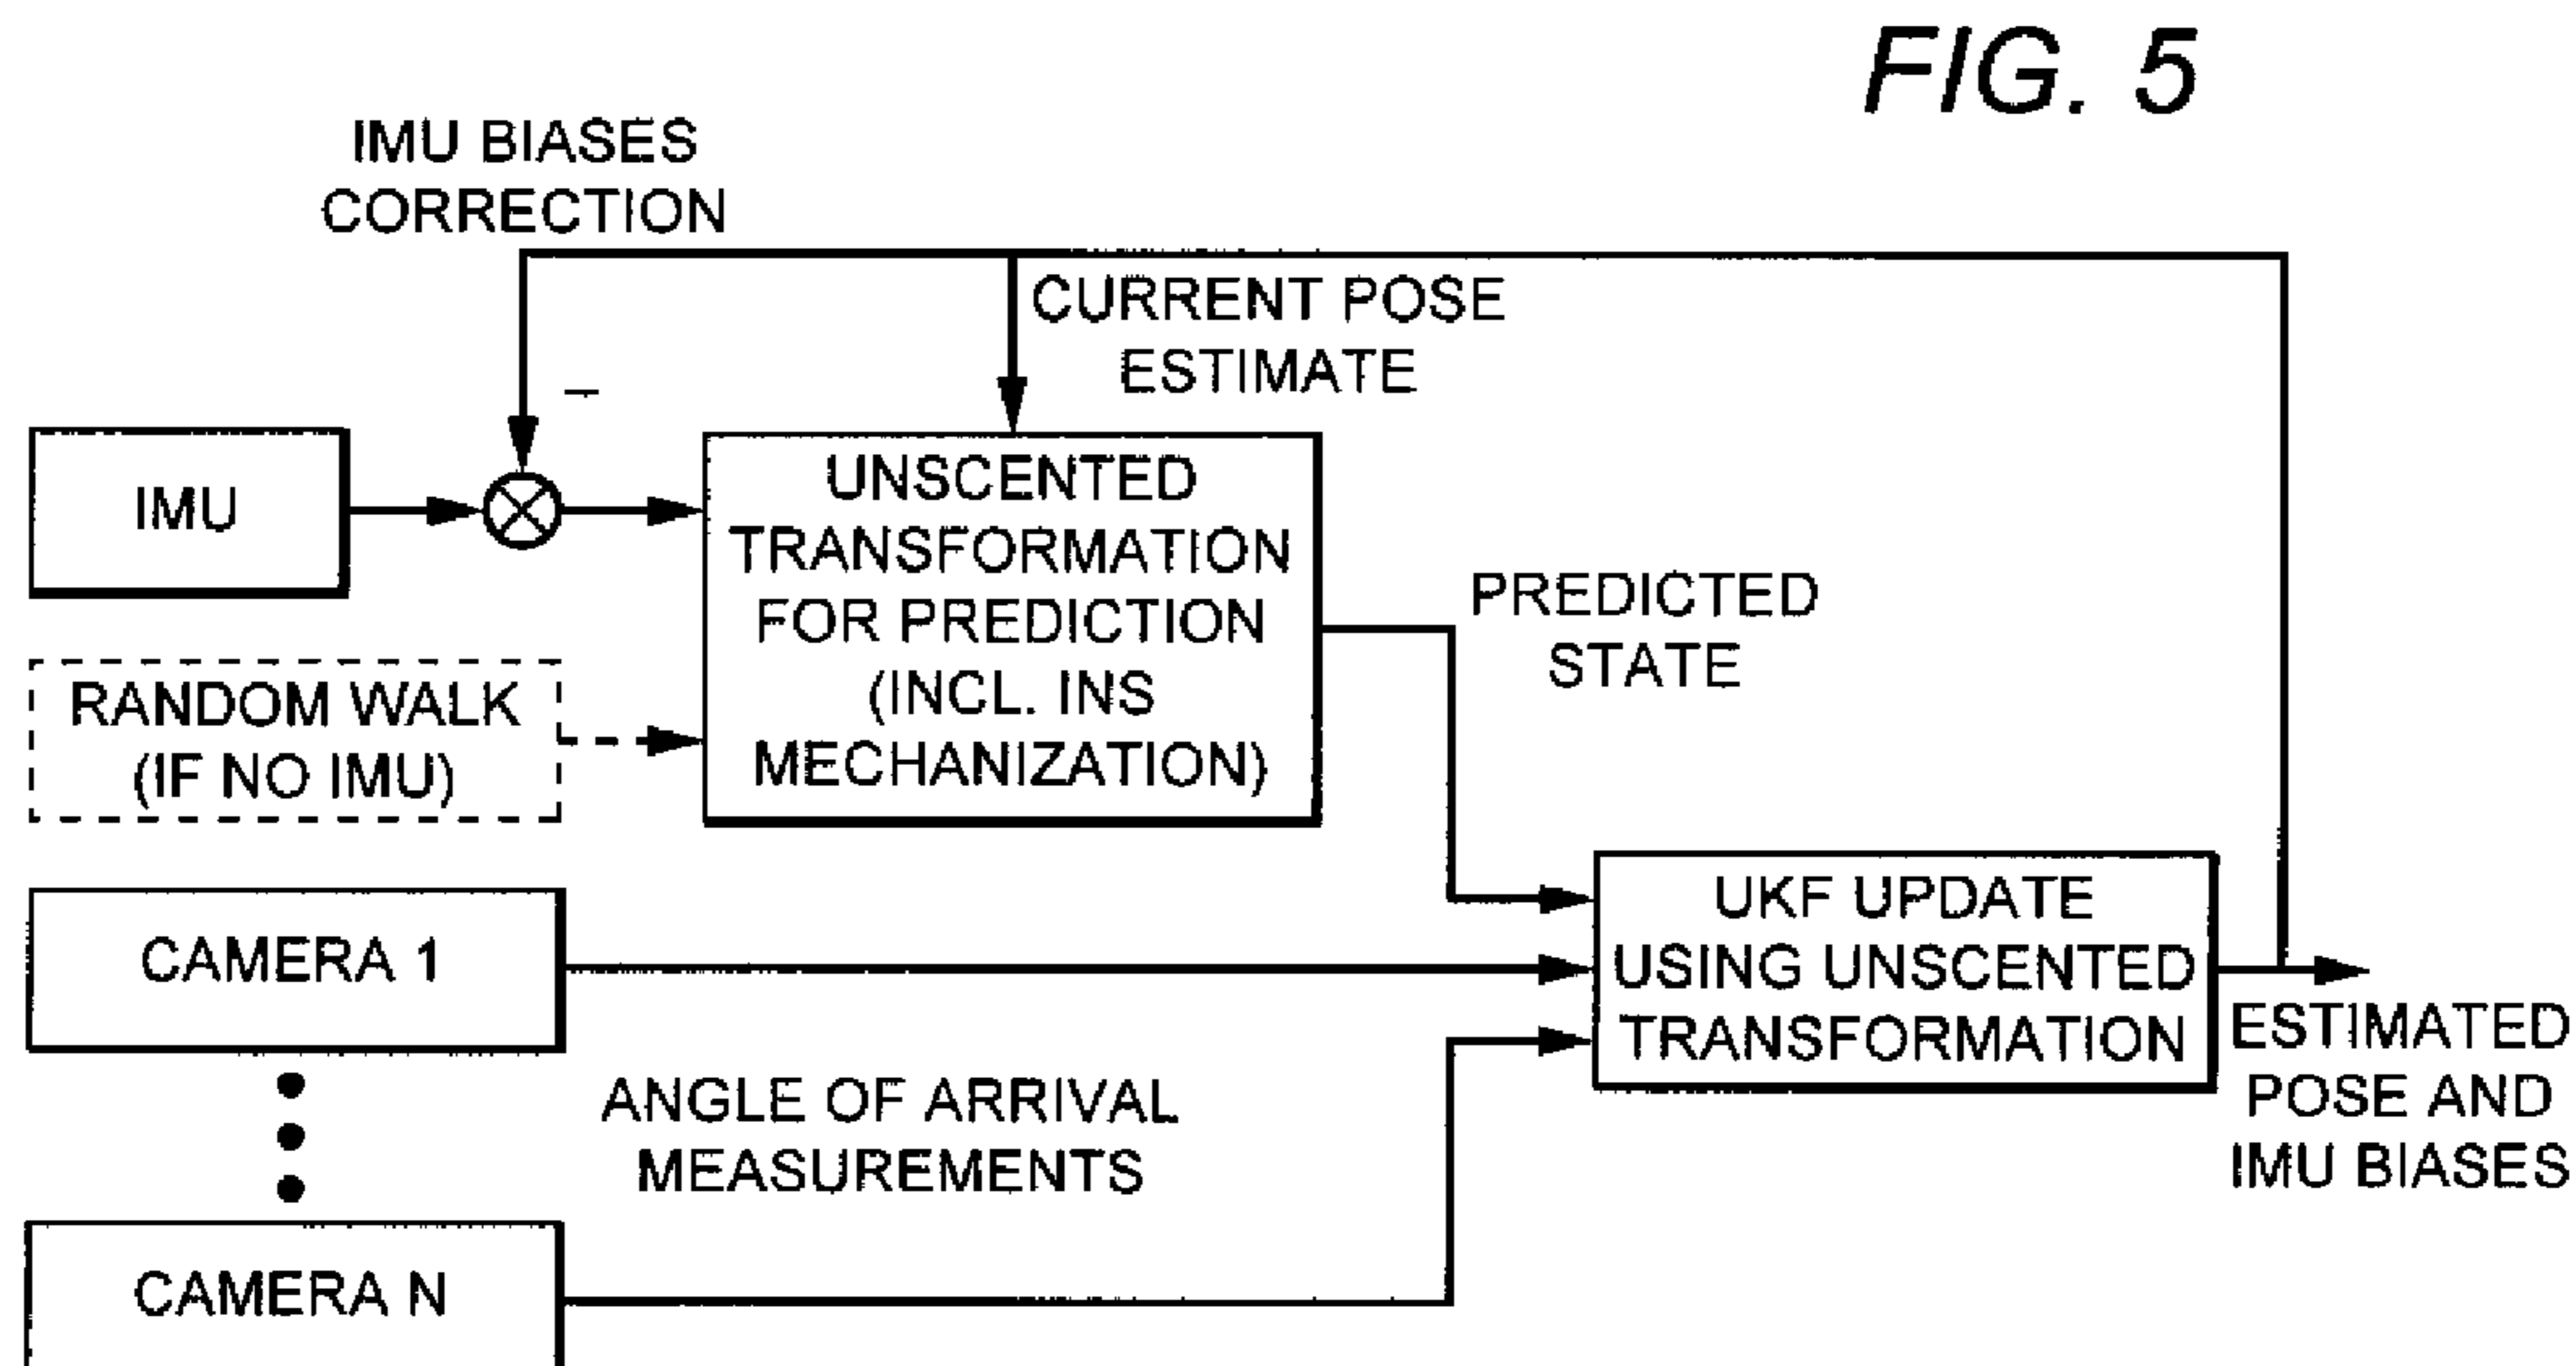 FIG. 5
IMU BIASES
CORRECTION
CURRENT POSE
ESTIMATE
–
IMU
UNSCENTED
TRANSFORMATION
FOR PREDICTION
(INCL. INS
MECHANIZATION)
RANDOM WALK
(IF NO IMU)
PREDICTED
STATE
CAMERA 1
UKF UPDATE
USING UNSCENTED
TRANSFORMATION
ESTIMATED
POSE AND
IMU BIASES
ANGLE OF ARRIVAL
MEASUREMENTS
CAMERA N